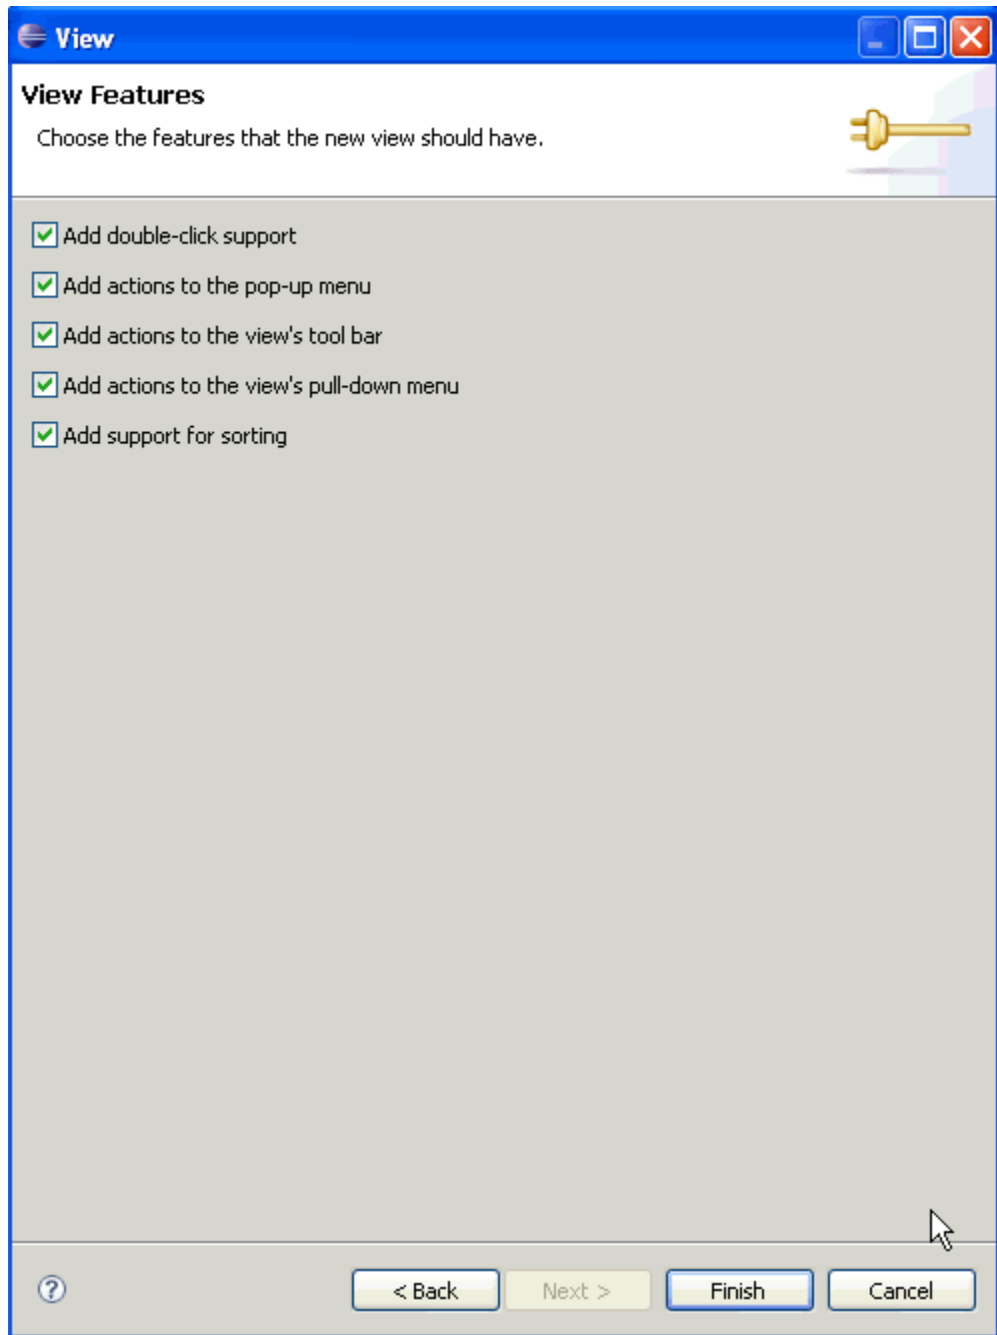 View
View Features
Choose the features that the new view should have.
Add double-click support
Add actions to the pop-up menu
Add actions to the view's tool bar
Add actions to the view's pull-down menu
Add support for sorting
? < Back Next > Finish Cancel